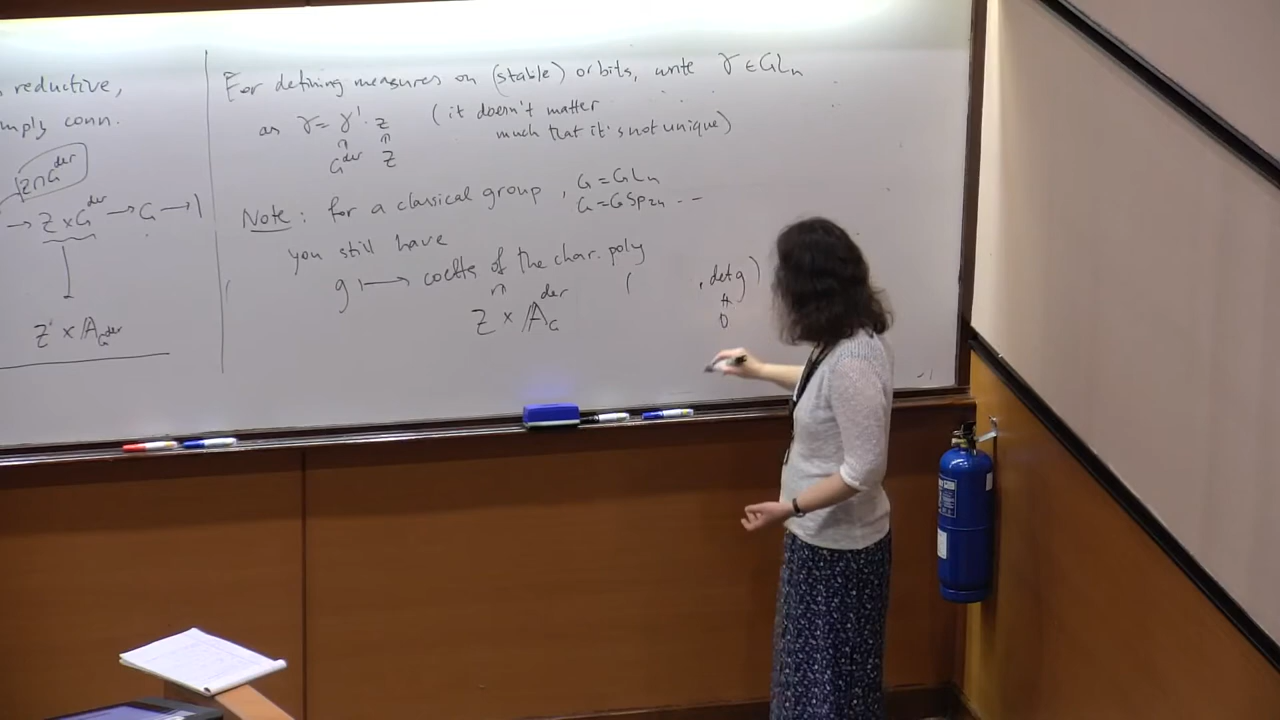 reductive,
mply conn.
Z∩G^der
→ Z × G^der → G → 1
Z × A_G^der
For defining measures on (stable) orbits, write γ ∈ GL_n
as γ = γ' · z (it doesn't matter
much that it's not unique)
G^der Z
Note: for a classical group, G = GL_n
G = GSp_2n ...
you still have
g ↦ coeffs of the char. poly
( , det g)
≠
0
Z × A_G^der